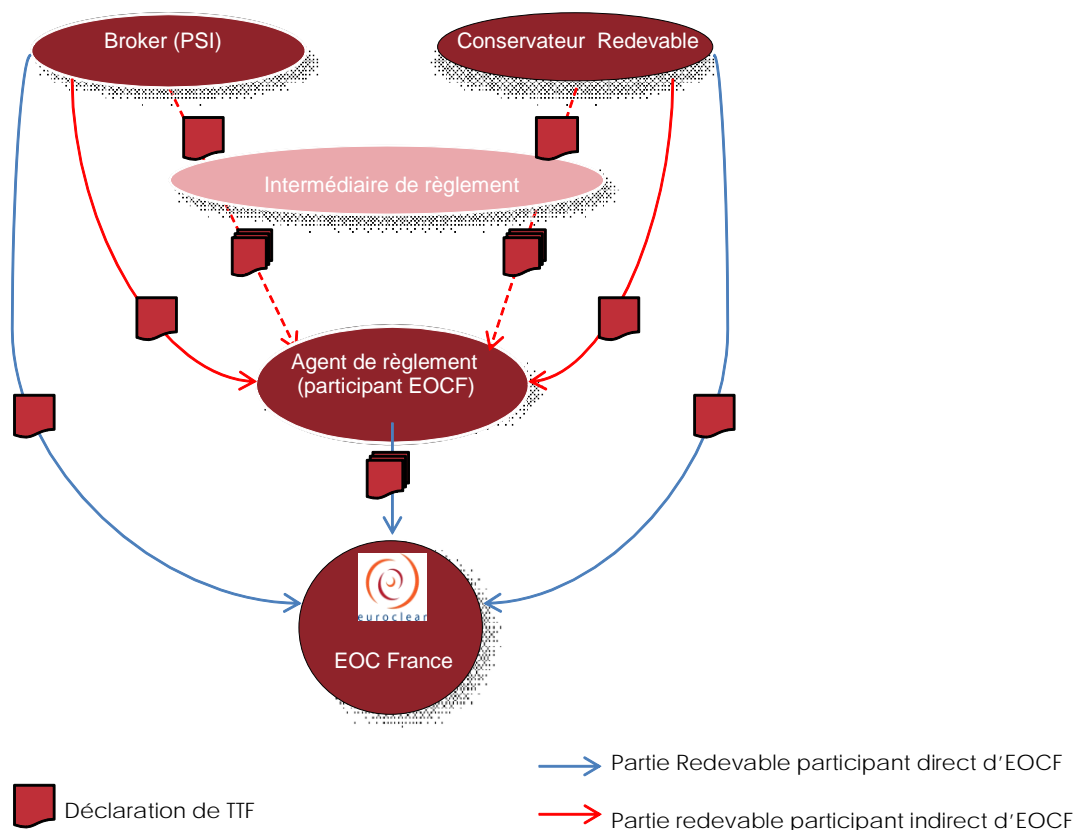 Broker (PSI)
Conservateur Redevable
Intermédiaire de règlement
Agent de règlement
(participant EOCF)
euroclear
EOC France
Partie Redevable participant direct d'EOCF
Déclaration de TTF
Partie redevable participant indirect d'EOCF